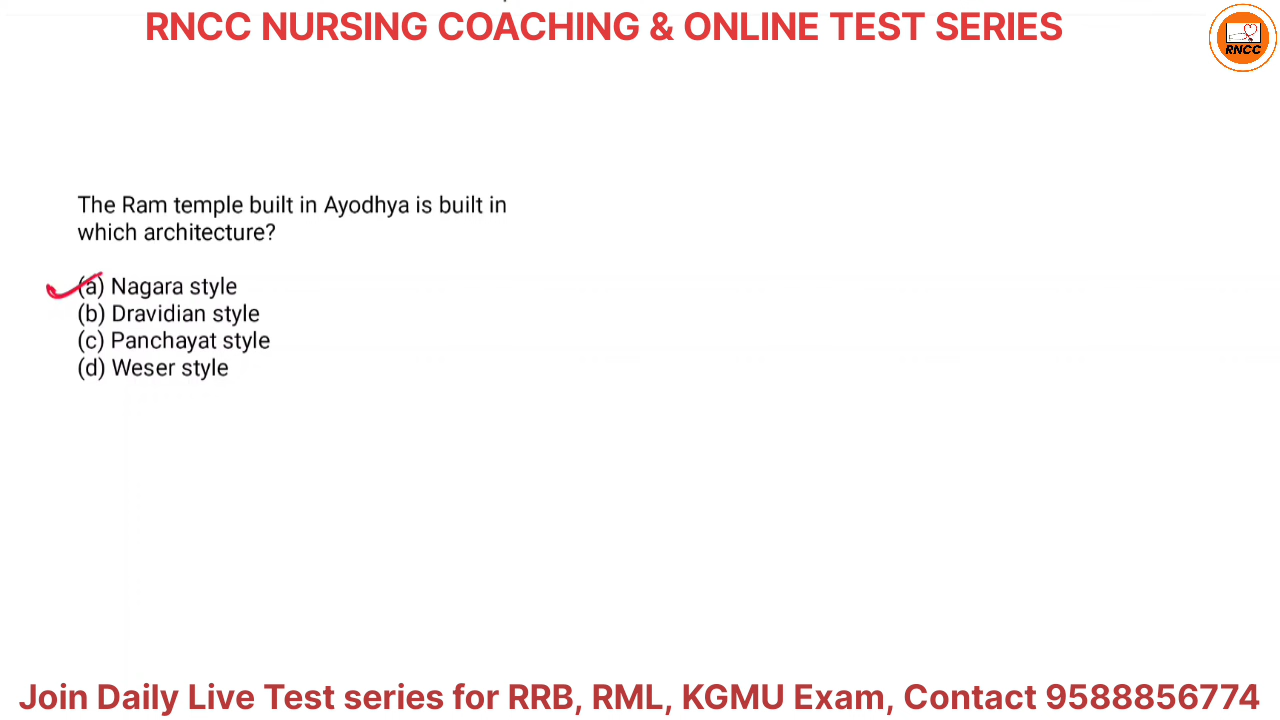 RNCC NURSING COACHING & ONLINE TEST SERIES
RNCC
The Ram temple built in Ayodhya is built in
which architecture?
(a) Nagara style
(b) Dravidian style
(c) Panchayat style
(d) Weser style
Join Daily Live Test series for RRB, RML, KGMU Exam, Contact 9588856774